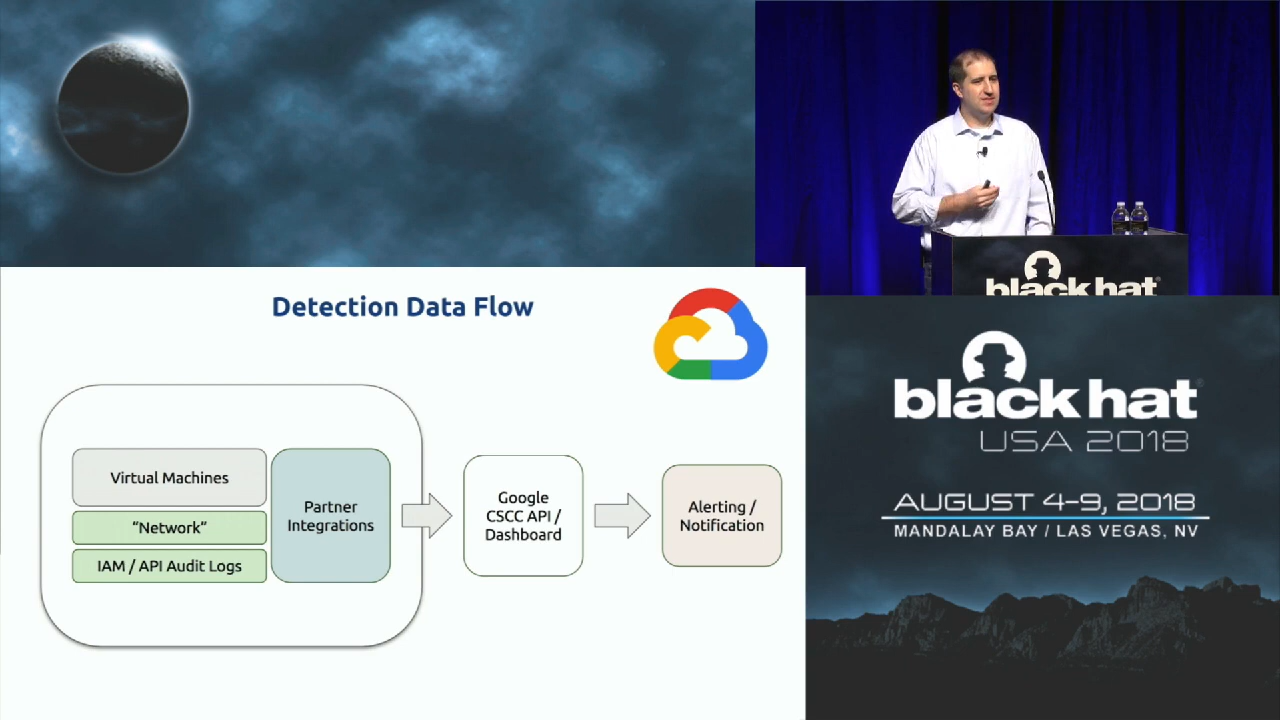 black hat
Detection Data Flow
Virtual Machines
“Network”
IAM / API Audit Logs
Partner
Integrations
Google
CSCC API /
Dashboard
Alerting /
Notification
black hat
USA 2018
AUGUST 4-9, 2018
MANDALAY BAY / LAS VEGAS, NV